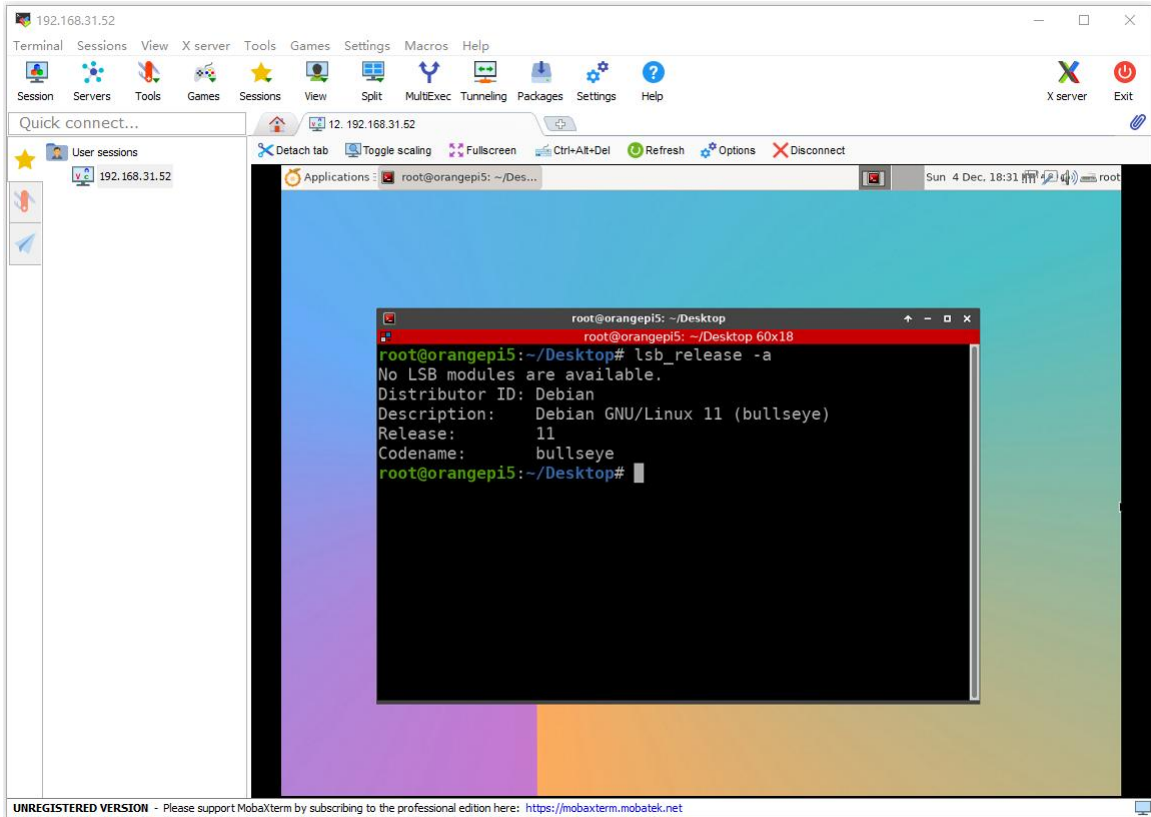 192.168.31.52
Terminal Sessions View X server Tools Games Settings Macros Help
Session Servers Tools Games Sessions View Split MultiExec Tunneling Packages Settings Help X server Exit
Quick connect...
12. 192.168.31.52
Detach tab Toggle scaling Fullscreen Ctrl+Alt+Del Refresh Options Disconnect
User sessions
192.168.31.52
Applications root@orangepi5: ~/Des... Sun 4 Dec, 18:31 root
root@orangepi5: ~/Desktop
root@orangepi5: ~/Desktop 60x18
root@orangepi5:~/Desktop# lsb_release -a
No LSB modules are available.
Distributor ID: Debian
Description: Debian GNU/Linux 11 (bullseye)
Release: 11
Codename: bullseye
root@orangepi5:~/Desktop#
UNREGISTERED VERSION - Please support MobaXterm by subscribing to the professional edition here: https://mobaxterm.mobatek.net